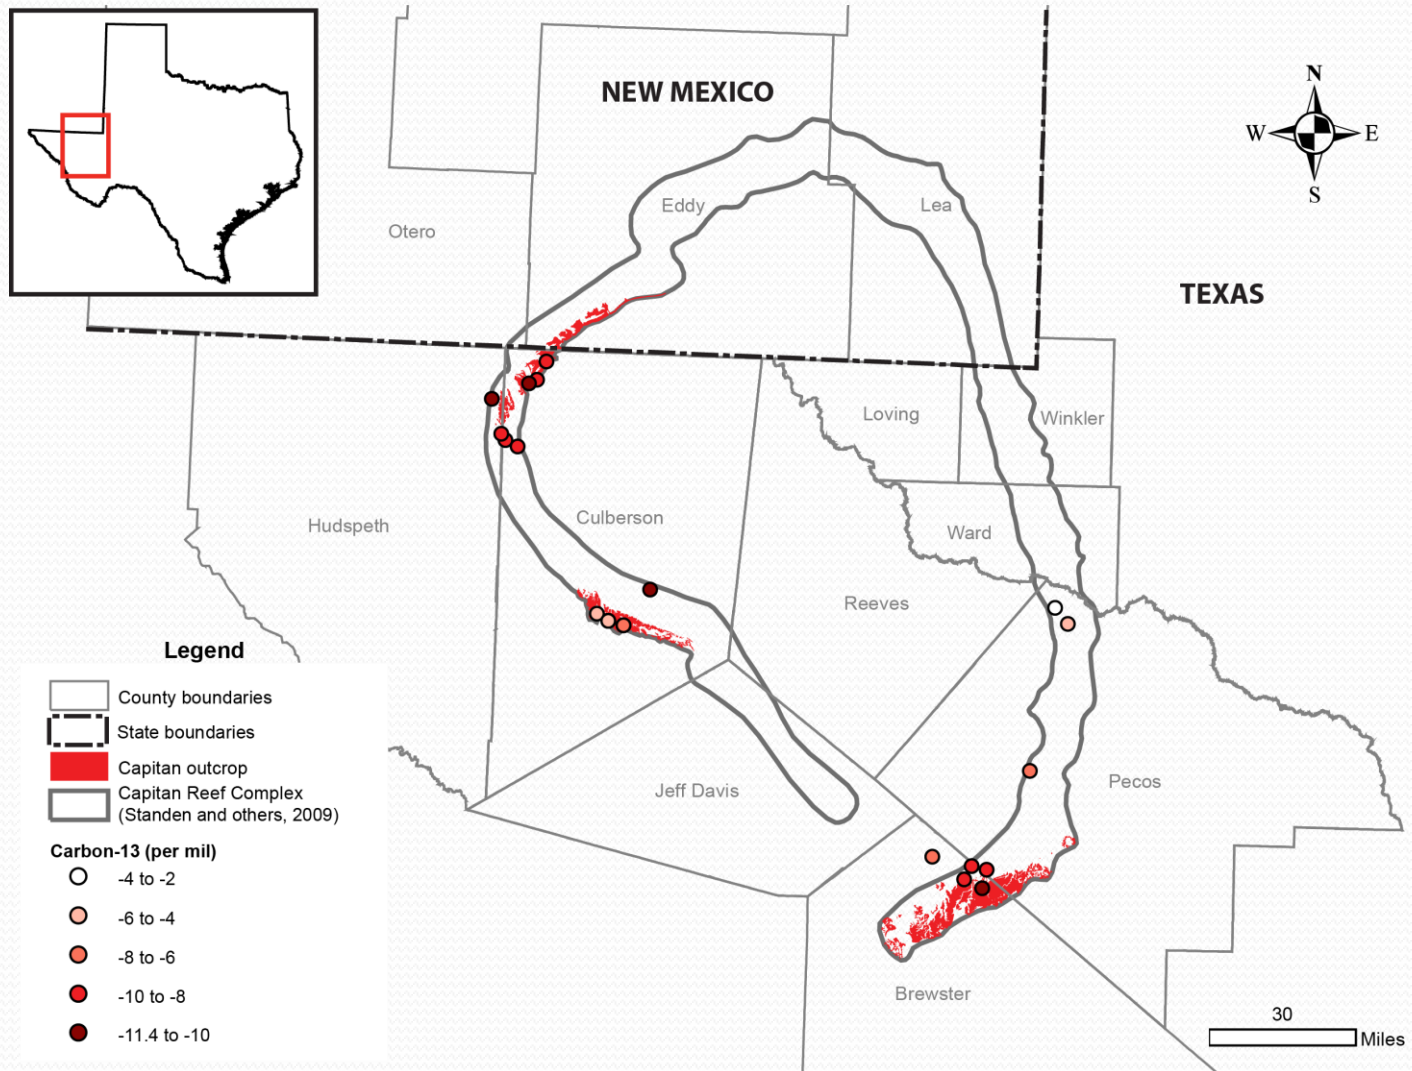 NEW MEXICO
N
W
E
S
Eddy
Lea
Otero
TEXAS
Loving
Winkler
Culberson
Hudspeth
Ward
Reeves
Legend
County boundaries
State boundaries
Capitan outcrop
Capitan Reef Complex
(Standen and others, 2009)
Carbon-13 (per mil)
-4 to -2
-6 to -4
-8 to -6
-10 to -8
-11.4 to -10
Jeff Davis
Pecos
Brewster
30
Miles